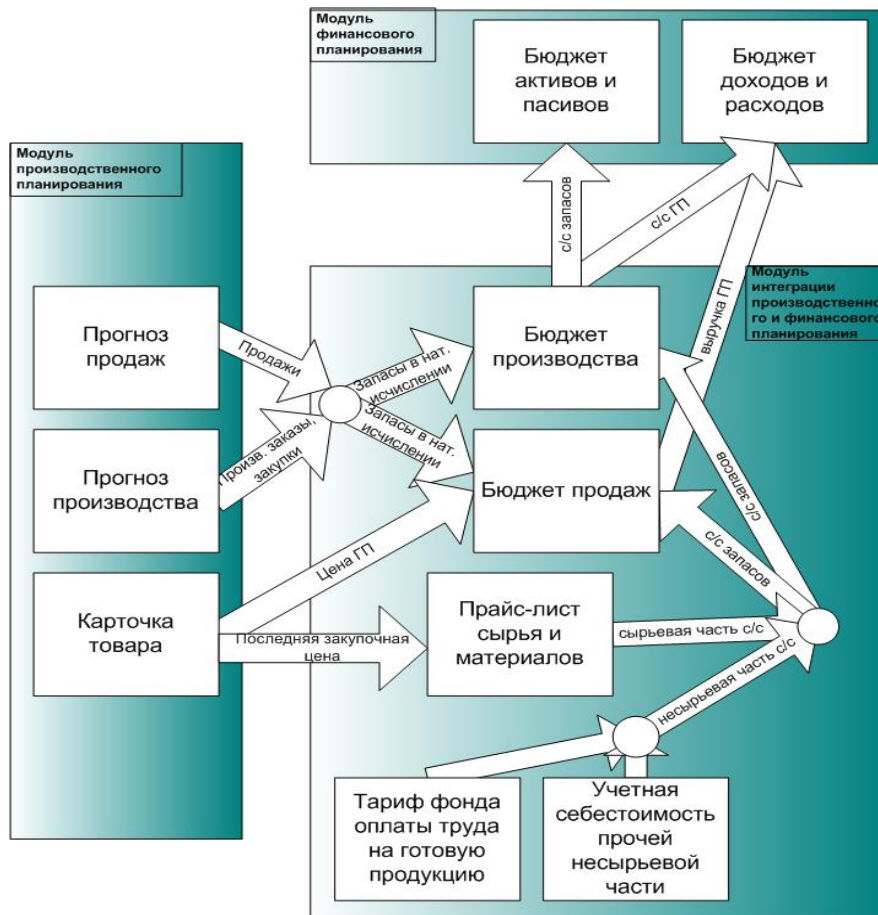 Модуль
финансового
планирования
Бюджет
активов и
пасивов
Бюджет
доходов и
расходов
Модуль
производственного
планирования
с/с запасов
с/с ГП
выручка ГП
Модуль
интеграции
производственно
го и финансового
планирования
Прогноз
продаж
Продажи
Запасы в нат.
исчислении
Бюджет
производства
Прогноз
производства
Произв. заказы,
закупки
Запасы в нат.
исчислении
Бюджет продаж
с/с запасов
с/с запасов
Цена ГП
Карточка
товара
Последняя закупочная
цена
Прайс-лист
сырья и
материалов
сырьевая часть с/с
несырьевая часть с/с
Тариф фонда
оплаты труда
на готовую
продукцию
Учетная
себестоимость
прочей
несырьевой
части